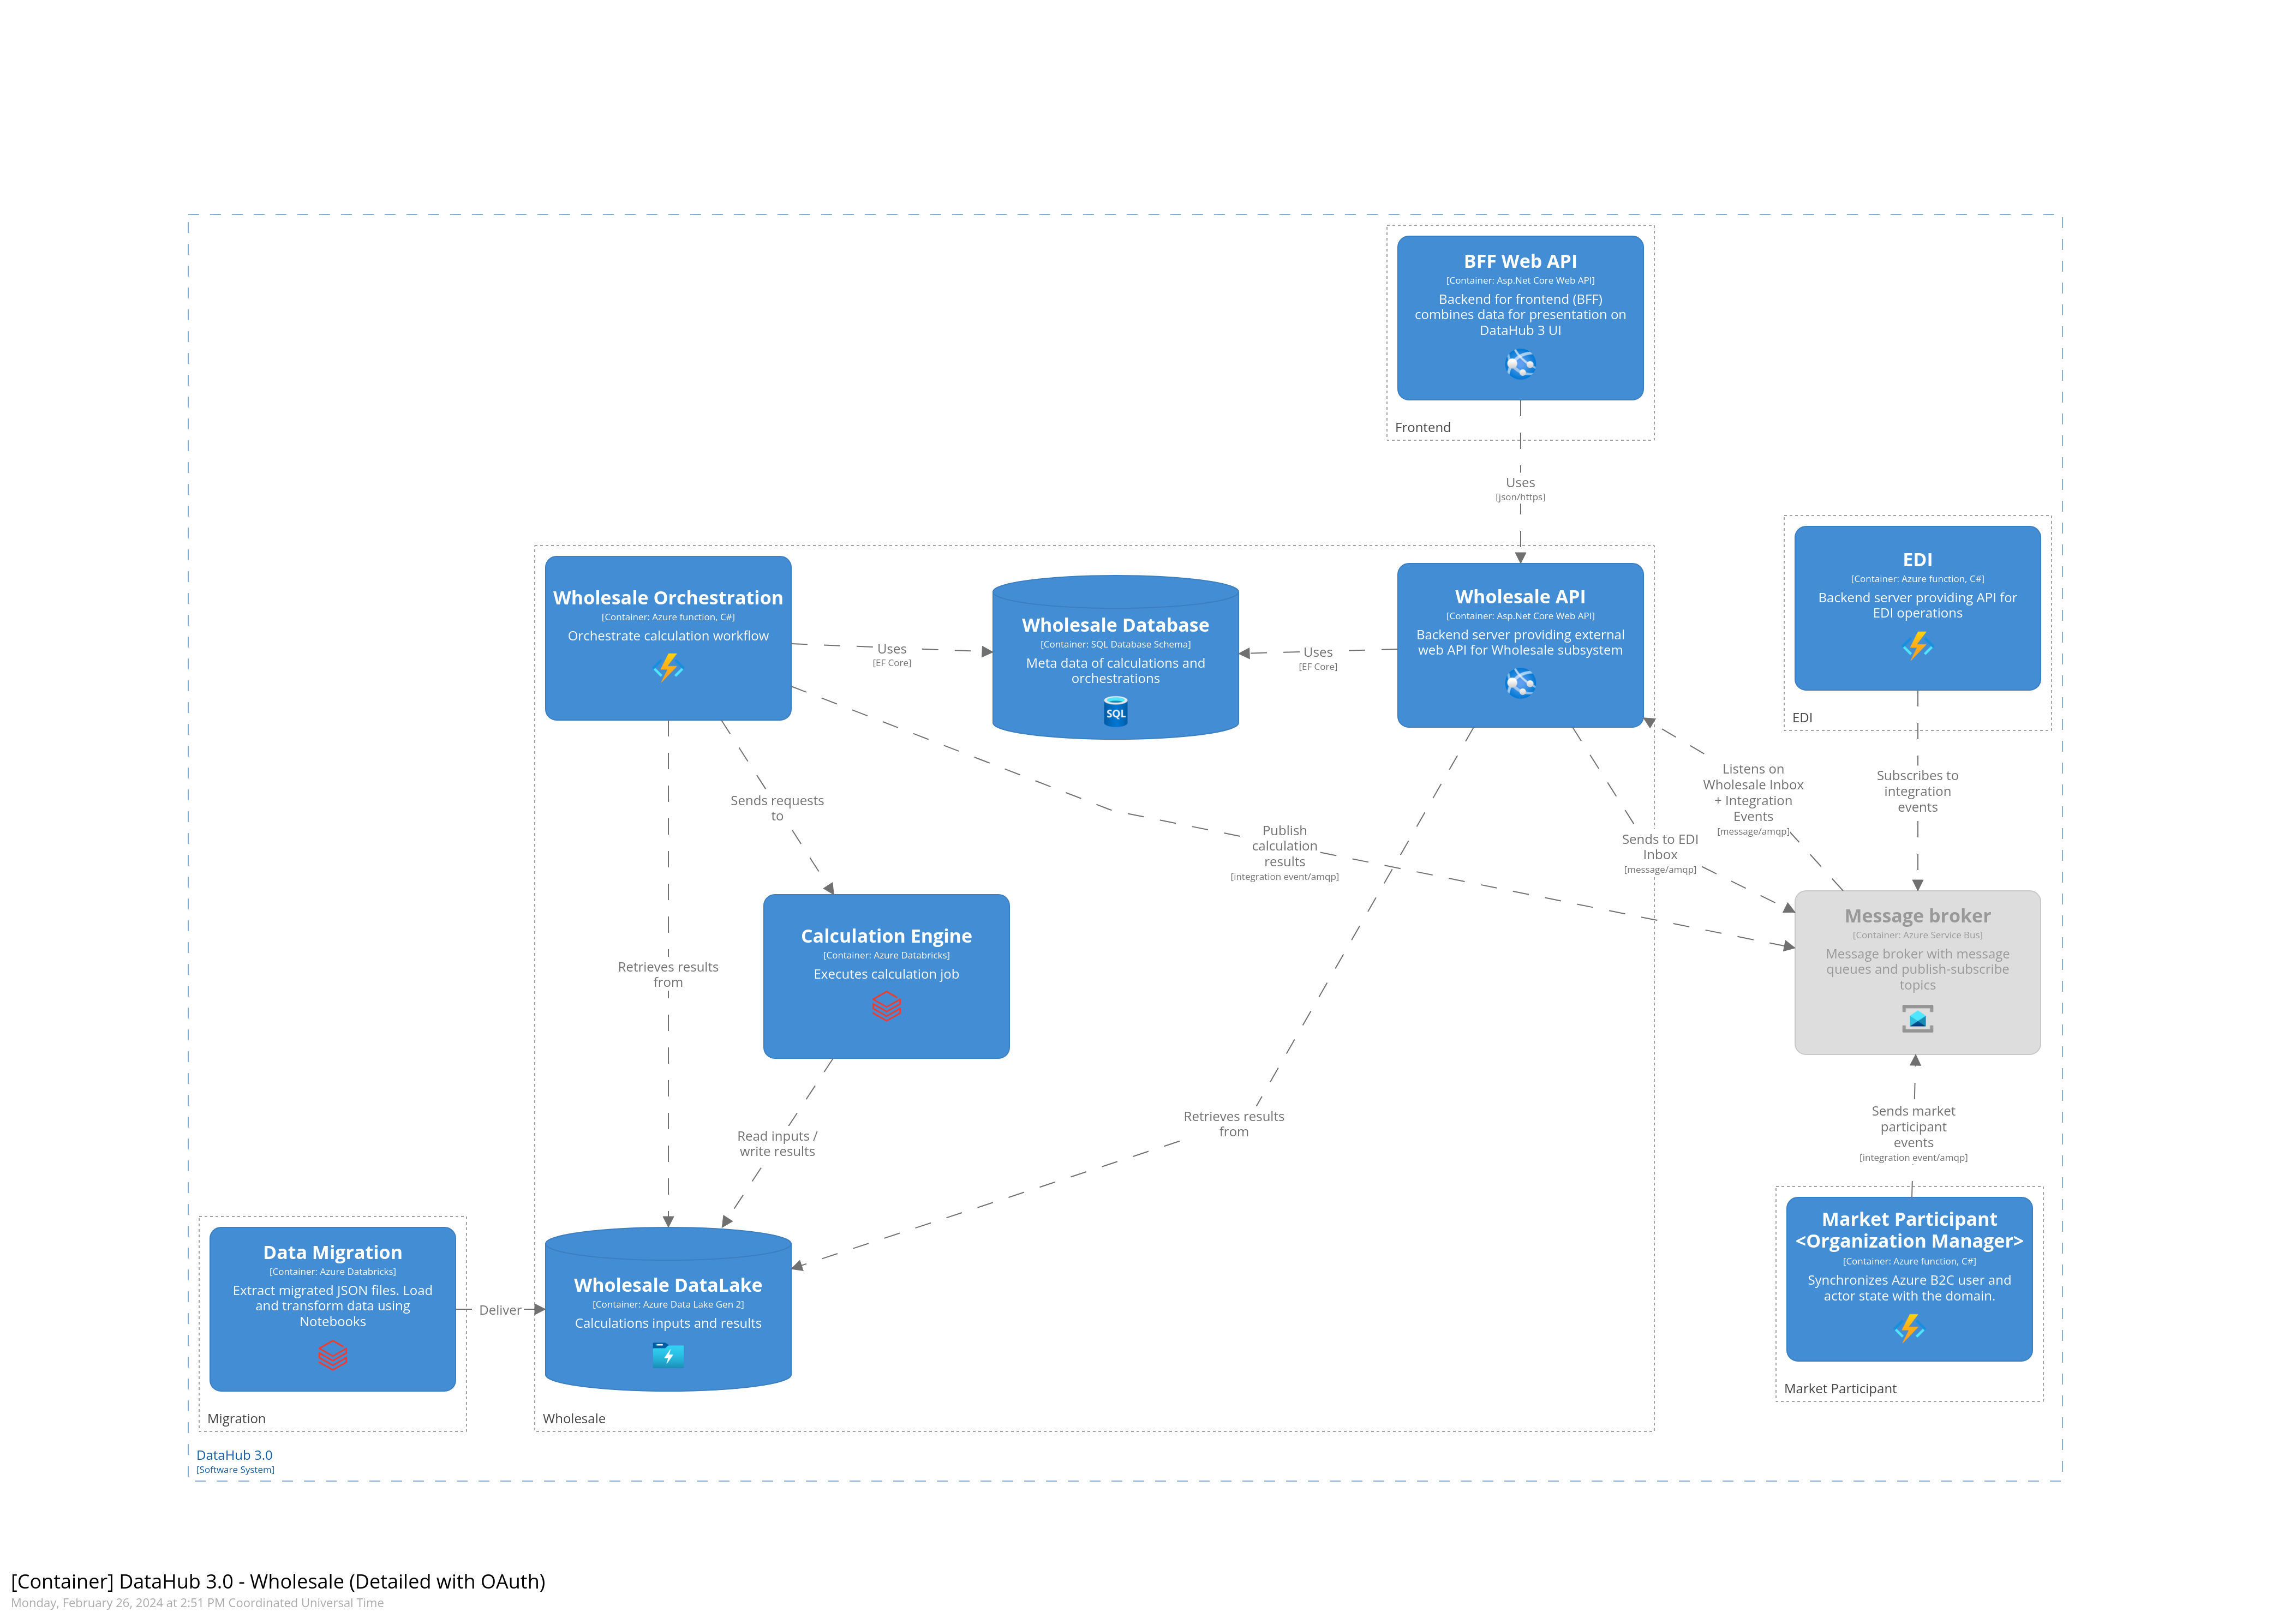 BFF Web API
[Container: Asp.Net Core Web API]
Backend for frontend (BFF)
combines data for presentation on
DataHub 3 UI
Frontend
Uses
[json/https]
Wholesale Orchestration
[Container: Azure function, C#]
Orchestrate calculation workflow
Uses
[EF Core]
Wholesale Database
[Container: SQL Database Schema]
Meta data of calculations and
orchestrations
SQL
Uses
[EF Core]
Wholesale API
[Container: Asp.Net Core Web API]
Backend server providing external
web API for Wholesale subsystem
EDI
[Container: Azure function, C#]
Backend server providing API for
EDI operations
EDI
Sends requests
to
Publish
calculation
results
[integration event/amqp]
Sends to EDI
Inbox
[message/amqp]
Listens on
Wholesale Inbox
+ Integration
Events
[message/amqp]
Subscribes to
integration
events
Retrieves results
from
Calculation Engine
[Container: Azure Databricks]
Executes calculation job
Message broker
[Container: Azure Service Bus]
Message broker with message
queues and publish-subscribe
topics
Read inputs /
write results
Retrieves results
from
Sends market
participant
events
[integration event/amqp]
Data Migration
[Container: Azure Databricks]
Extract migrated JSON files. Load
and transform data using
Notebooks
Migration
Deliver
Wholesale DataLake
[Container: Azure Data Lake Gen 2]
Calculations inputs and results
Wholesale
Market Participant
<Organization Manager>
[Container: Azure function, C#]
Synchronizes Azure B2C user and
actor state with the domain.
Market Participant
DataHub 3.0
[Software System]
[Container] DataHub 3.0 - Wholesale (Detailed with OAuth)
Monday, February 26, 2024 at 2:51 PM Coordinated Universal Time